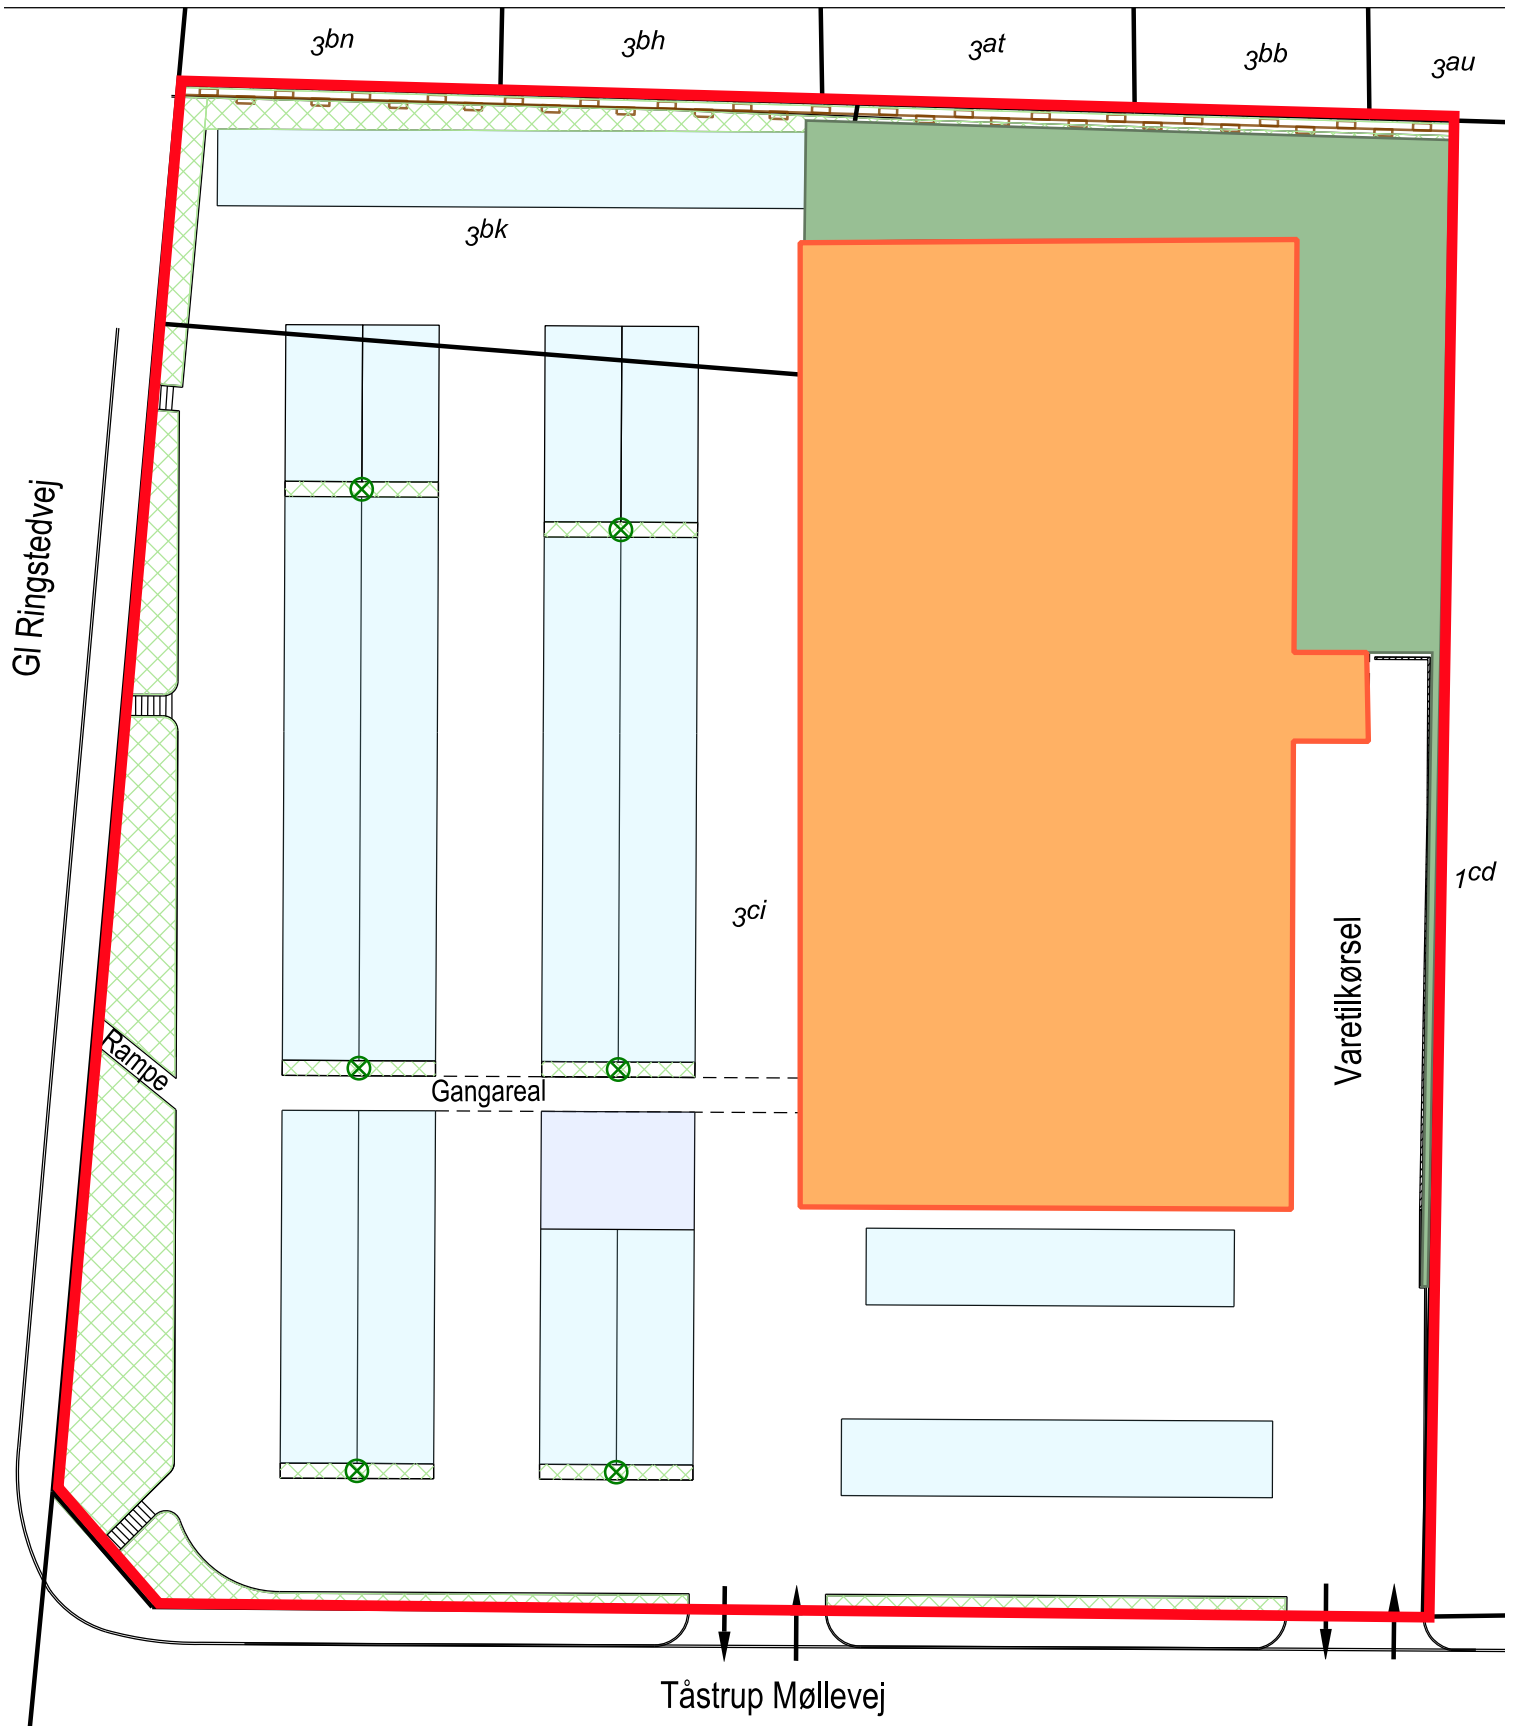 3bn
3bh
3at
3bb
3au
3bk
Gl Ringstedvej
1cd
3ci
Varetilkørsel
Rampe
Gangareal
Tåstrup Møllevej